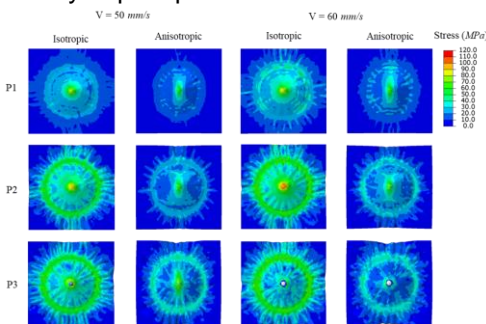 V = 50 mm/s
V = 60 mm/s
Isotropic
Anisotropic
Isotropic
Anisotropic
Stress (MPa)
P1
120.0
110.0
100.0
90.0
80.0
70.0
60.0
50.0
40.0
30.0
20.0
10.0
0.0
P2
P3